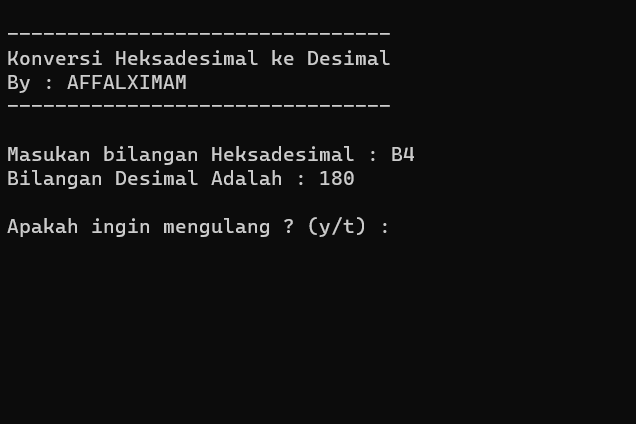 --------------------------------
Konversi Heksadesimal ke Desimal
By : AFFALXIMAM
--------------------------------
Masukan bilangan Heksadesimal : B4
Bilangan Desimal Adalah : 180
Apakah ingin mengulang ? (y/t) :